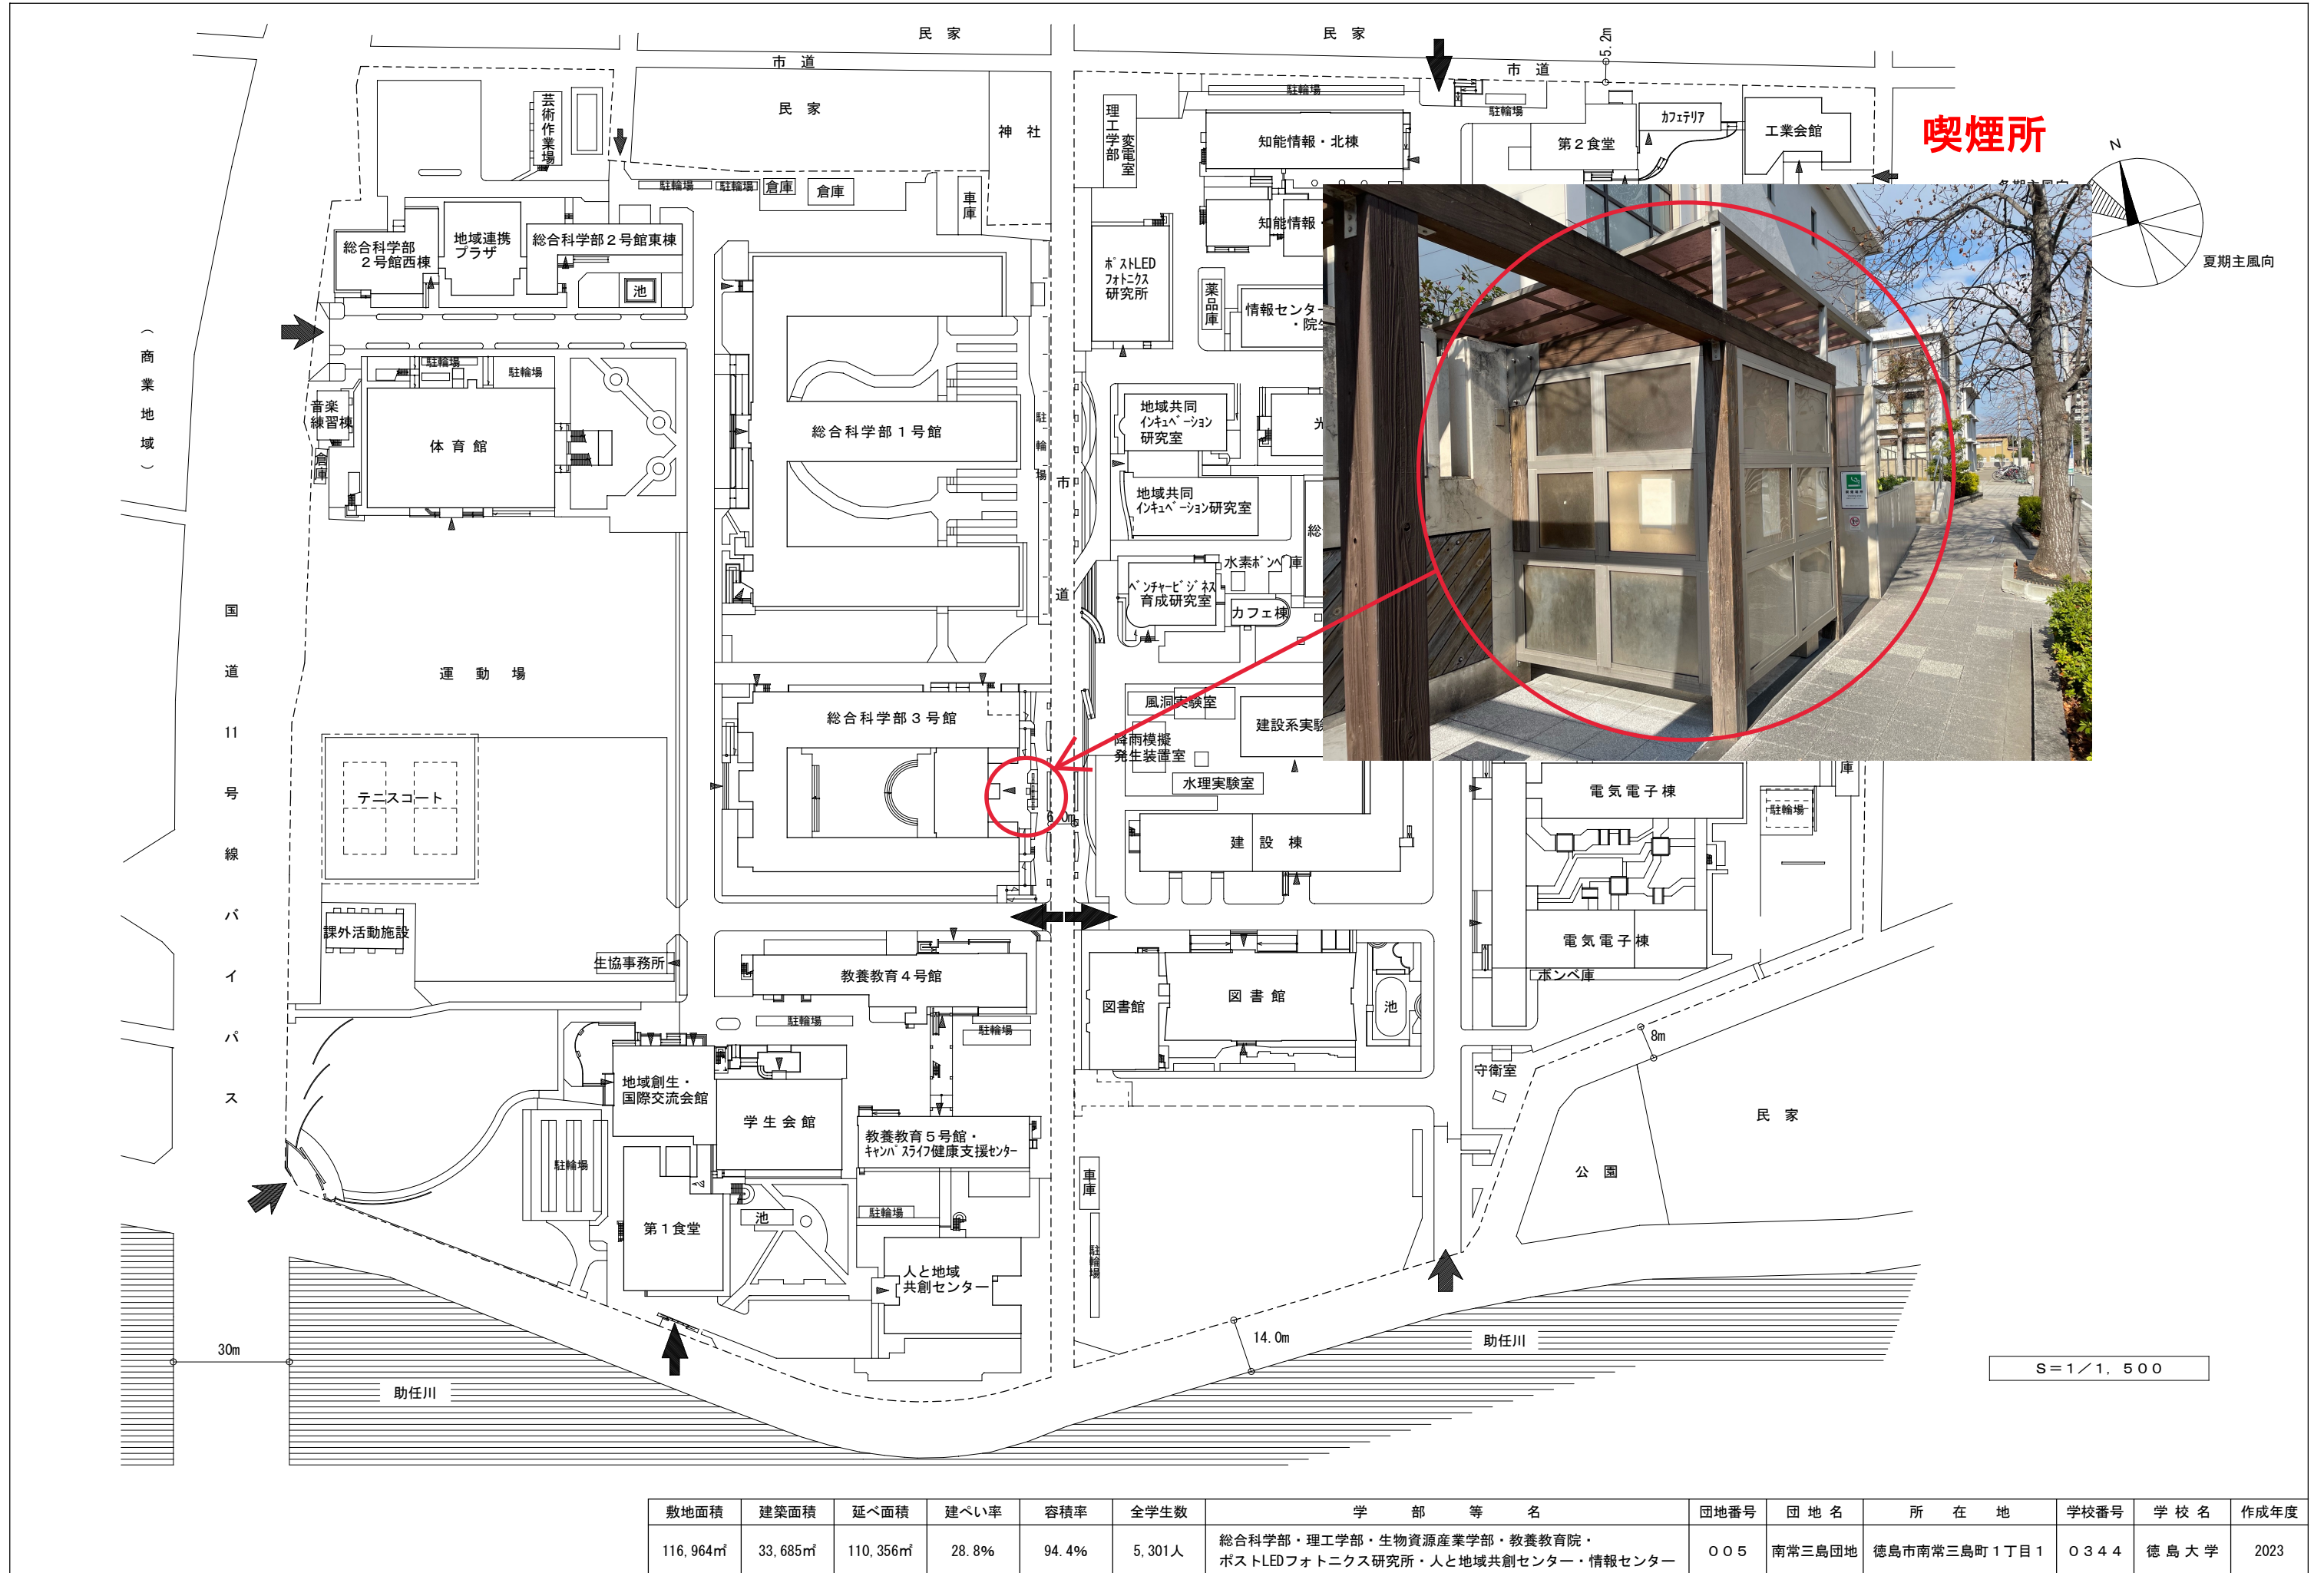 民　家
民　家
市　道
市　道
5.2m
民　家
神　社
芸術作業場
理工学部
変電室
駐輪場
駐輪場
知能情報・北棟
第２食堂
カフェテリア
工業会館
喫煙所
N
夏期主風向
駐輪場
駐輪場
倉庫
倉庫
車庫
総合科学部
２号館西棟
地域連携
プラザ
総合科学部２号館東棟
池
ポストLED
フォトニクス
研究所
知能情報・
薬品庫
情報センター
（商業地域）
駐輪場
駐輪場
音楽
練習棟
倉庫
体 育 館
総合科学部１号館
駐輪場
市
道
地域共同
インキュベーション
研究室
光
地域共同
インキュベーション研究室
総
水素ボンベ庫
ベンチャービジネス
育成研究室
カフェ棟
国道11号線バイパス
運　動　場
総合科学部３号館
風洞実験室
建設系実験
降雨模擬
発生装置室
水理実験室
テニスコート
6.0m
建　設　棟
電気電子棟
庫
駐輪場
課外活動施設
生協事務所
教養教育４号館
駐輪場
駐輪場
図書館
図 書 館
池
電気電子棟
ボンベ庫
8m
守衛室
民　家
公　園
地域創生・
国際交流会館
学 生 会 館
教養教育５号館・
キャンパスライフ健康支援センター
駐輪場
第１食堂
池
駐輪場
人と地域
共創センター
車庫
駐輪場
14.0m
助任川
30m
助任川
S＝１／１，５００
敷地面積 建築面積 延べ面積 建ぺい率 容積率 全学生数 学　部　等　名 団地番号 団 地 名 所　在　地 学校番号 学 校 名 作成年度
116,964㎡ 33,685㎡ 110,356㎡ 28.8% 94.4% 5,301人 総合科学部・理工学部・生物資源産業学部・教養教育院・
ポストLEDフォトニクス研究所・人と地域共創センター・情報センター ００５ 南常三島団地 徳島市南常三島町１丁目１ ０３４４ 徳 島 大 学 2023